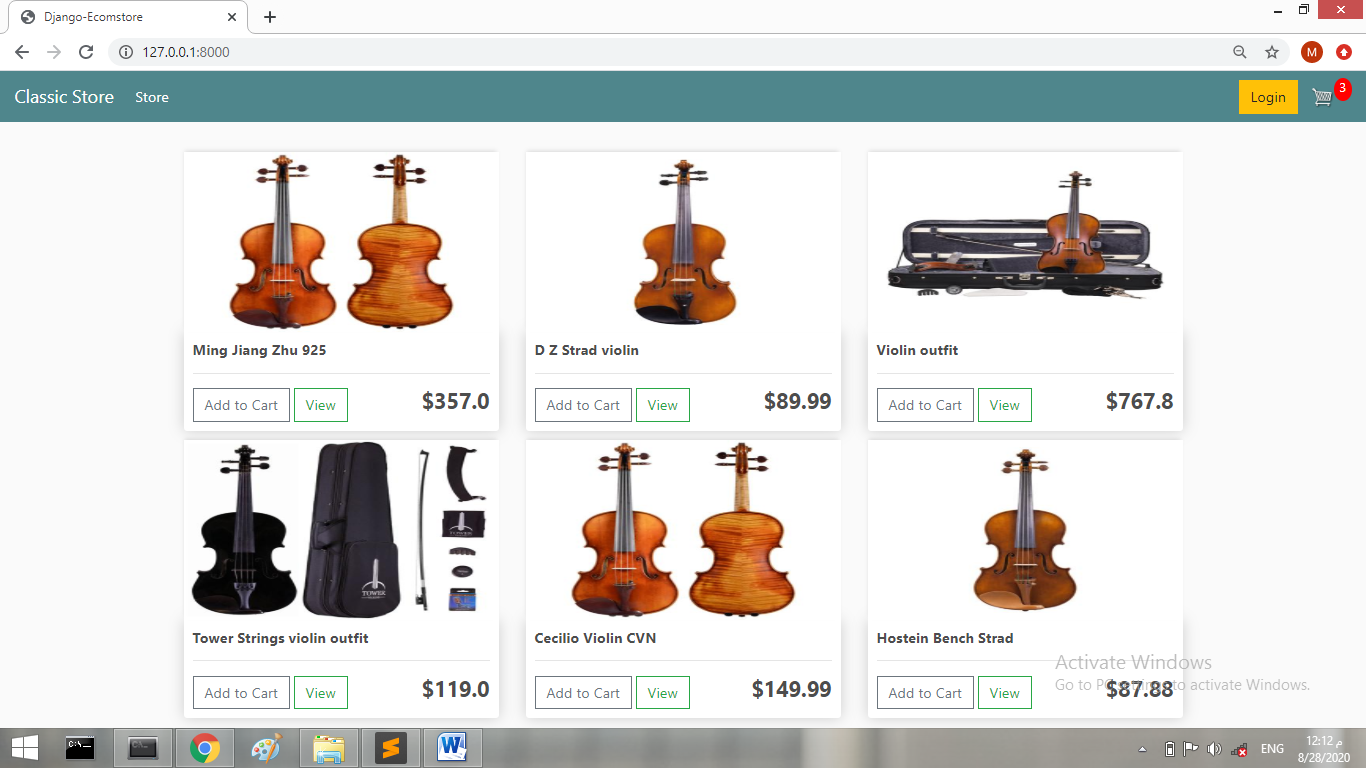 Django-Ecomstore
127.0.0.1:8000
M
Classic Store Store Login 3
Ming Jiang Zhu 925
Add to Cart View $357.0
D Z Strad violin
Add to Cart View $89.99
Violin outfit
Add to Cart View $767.8
TOWER
TOWER
Tower Strings violin outfit
Add to Cart View $119.0
Cecilio Violin CVN
Add to Cart View $149.99
Hostein Bench Strad
Add to Cart View $87.88
Activate Windows
Go to PC settings to activate Windows.
C:\._
ENG
12:12 م
8/28/2020